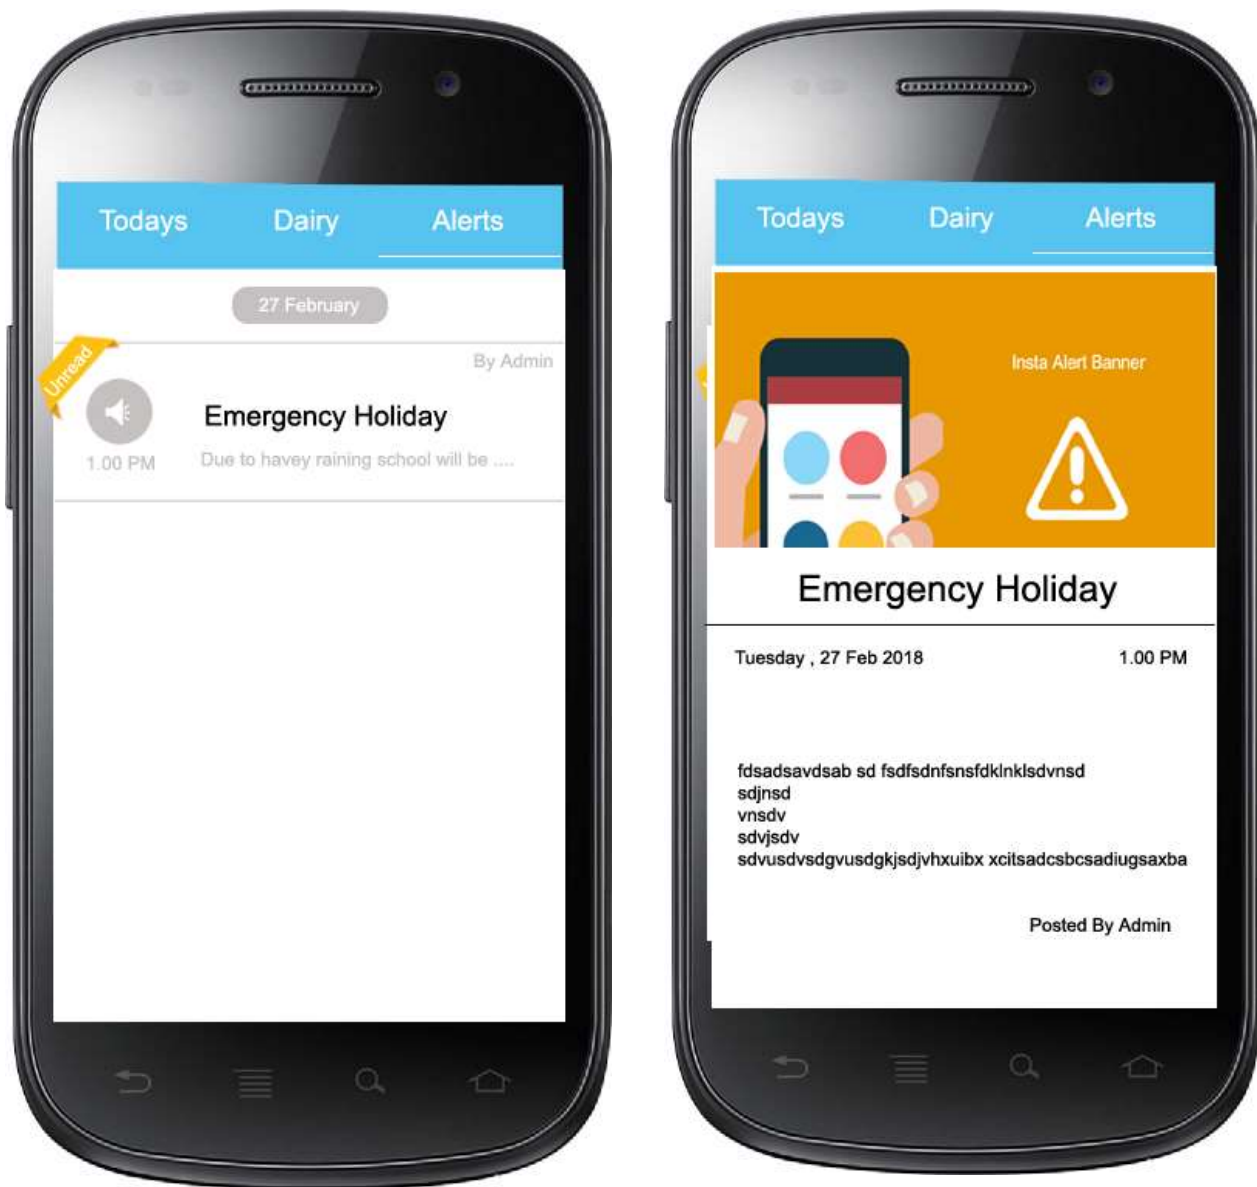 Todays Dairy Alerts
27 February
Unread
By Admin
Emergency Holiday
1.00 PM
Due to havey raining school will be ....
Todays Dairy Alerts
Insta Alert Banner
Emergency Holiday
Tuesday , 27 Feb 2018 1.00 PM
fdsadsavdsab sd fsdfsdnfsnsfdklnklsdvnsd
sdjnsd
vnsdv
sdvjsdv
sdvusdvsdgvusdgkjsdjvhxuibx xcitsadcsbcsadiugsaxba
Posted By Admin